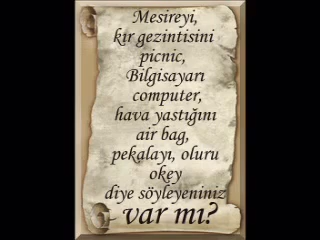 Mesireyi,
kır gezintisini
picnic,
Bilgisayarı
computer,
hava yastığını
air bag,
pekalayı, oluru
okey
diye söyleyeniniz
var mı?